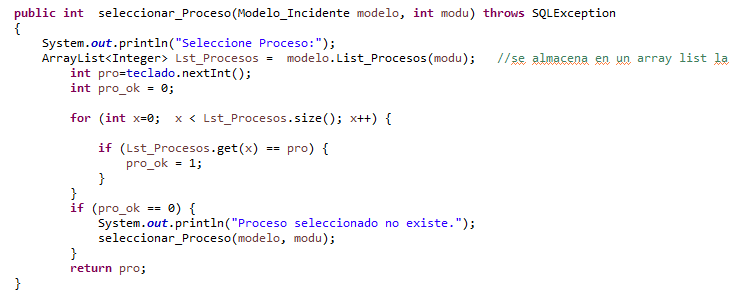 public int  seleccionar_Proceso(Modelo_Incidente modelo, int modu) throws SQLException
{
    System.out.println("Seleccione Proceso:");
    ArrayList<Integer> Lst_Procesos =  modelo.List_Procesos(modu);   //se almacena en un array list la
        int pro=teclado.nextInt();
        int pro_ok = 0;

        for (int x=0;  x < Lst_Procesos.size(); x++) {

            if (Lst_Procesos.get(x) == pro) {
                pro_ok = 1;
            }
        }
        if (pro_ok == 0) {
            System.out.println("Proceso seleccionado no existe.");
            seleccionar_Proceso(modelo, modu);
        }
        return pro;
}